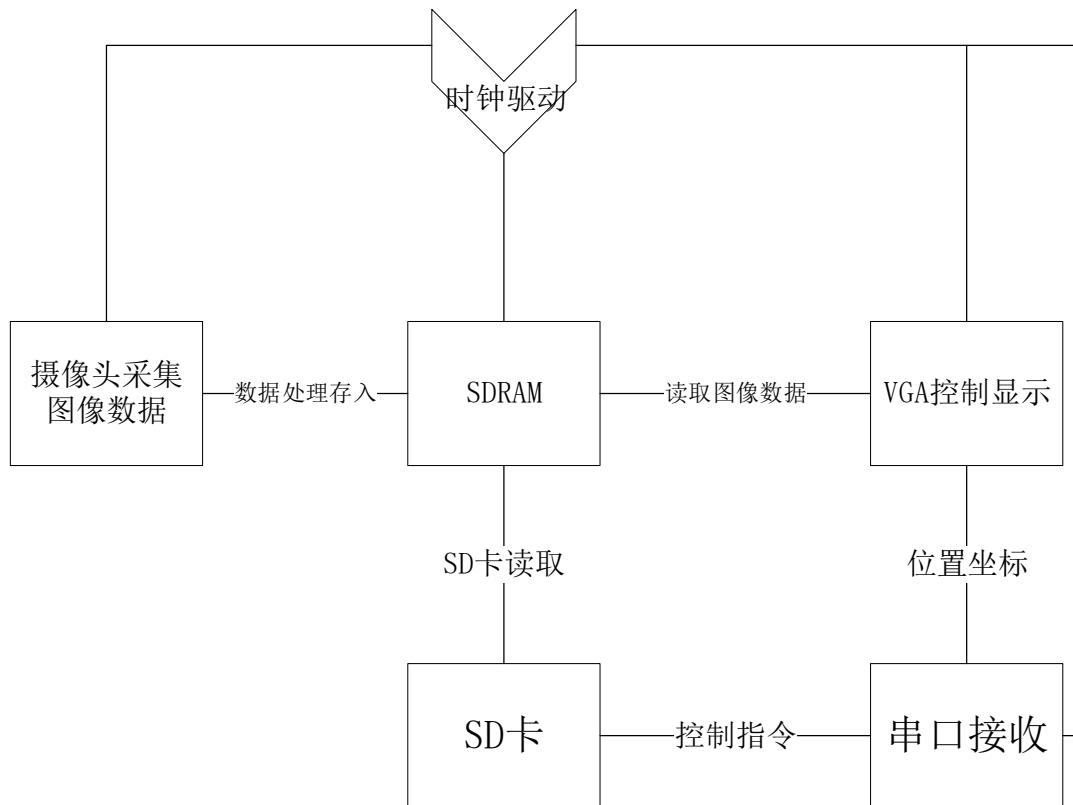 时钟驱动
摄像头采集
图像数据
数据处理存入
SDRAM
读取图像数据
VGA控制显示
SD卡读取
位置坐标
SD卡
控制指令
串口接收